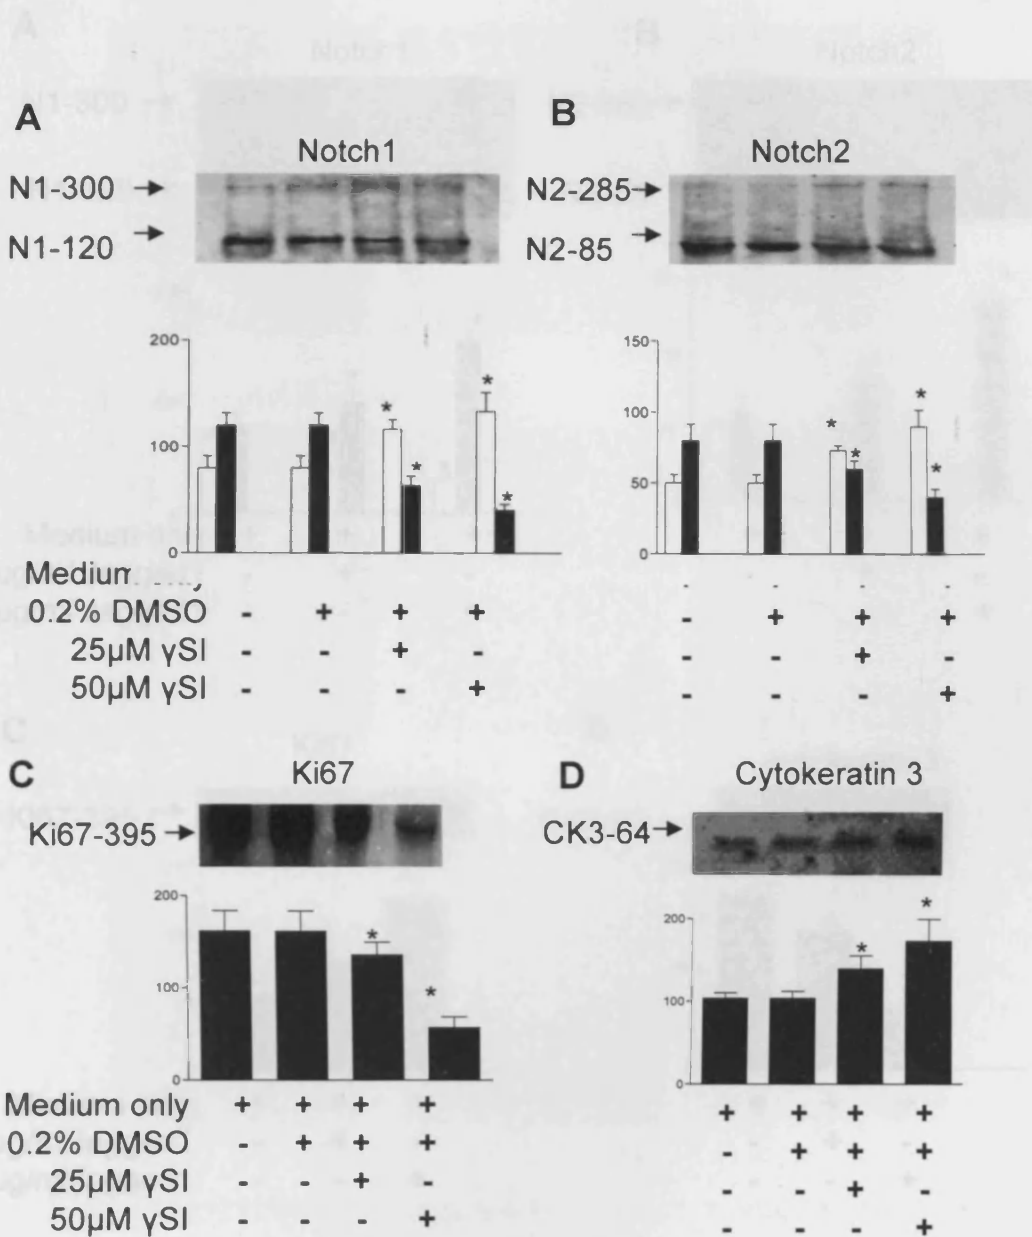 A
Notch1
N1-300
N1-120
200
100
0
* * * *
Medium
0.2% DMSO - + + +
25µM γSI - - + -
50µM γSI - - - +
B
Notch2
N2-285
N2-85
150
100
50
0
* * * *
- + + +
- - + -
- - - +
C
Ki67
Ki67-395
200
100
0
* *
Medium only + + + +
0.2% DMSO - + + +
25µM γSI - - + -
50µM γSI - - - +
D
Cytokeratin 3
CK3-64
200
100
0
* *
+ + + +
- + + +
- - + -
- - - +